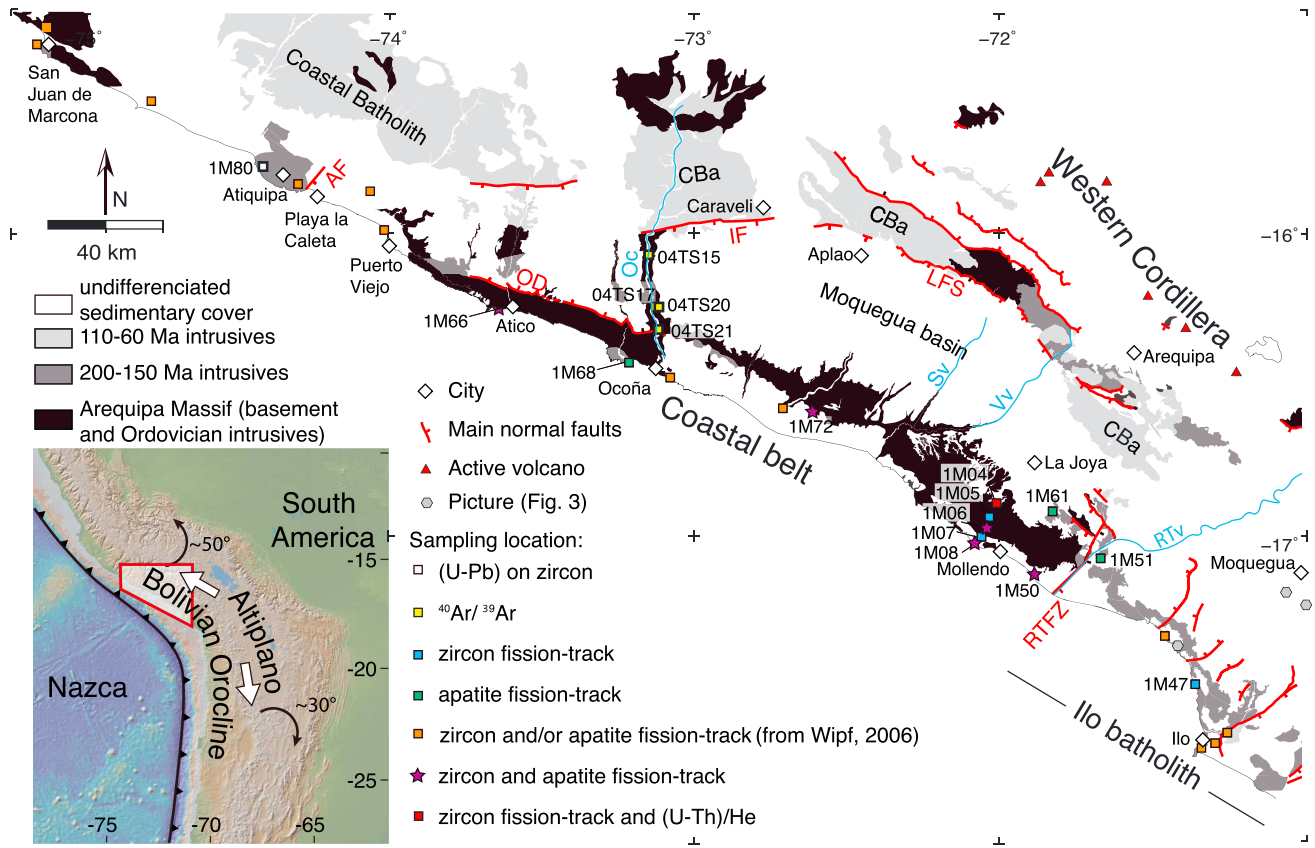 -75°
-74
-73
-72
San
Juan de
Marcona
Coastal Batholith
1M80
Atiquipa
AF
Playa la
Caleta
Puerto
Viejo
N
40 km
CBa
Caraveli
IF
Oc
04TS15
04TS17
04TS20
04TS21
OD
1M66
Atico
1M68
Ocoña
CBa
Aplao
LFS
Western Cordillera
-16°
Moquegua basin
Arequipa
Sv
Vv
CBa
1M72
Coastal belt
La Joya
1M04
1M05
1M06
1M07
1M08
Mollendo
1M61
1M50
1M51
RTv
RTFZ
-17°
Moquegua
1M47
Ilo
Ilo batholith
undifferenciated
sedimentary cover
110-60 Ma intrusives
200-150 Ma intrusives
Arequipa Massif (basement
and Ordovician intrusives)
City
Main normal faults
Active volcano
Picture (Fig. 3)
Sampling location:
(U-Pb) on zircon
⁴⁰Ar/ ³⁹Ar
zircon fission-track
apatite fission-track
zircon and/or apatite fission-track (from Wipf, 2006)
zircon and apatite fission-track
zircon fission-track and (U-Th)/He
South
America
~50°
Bolivian Orocline
Altiplano
~30°
Nazca
-15
-20
-25
-75
-70
-65